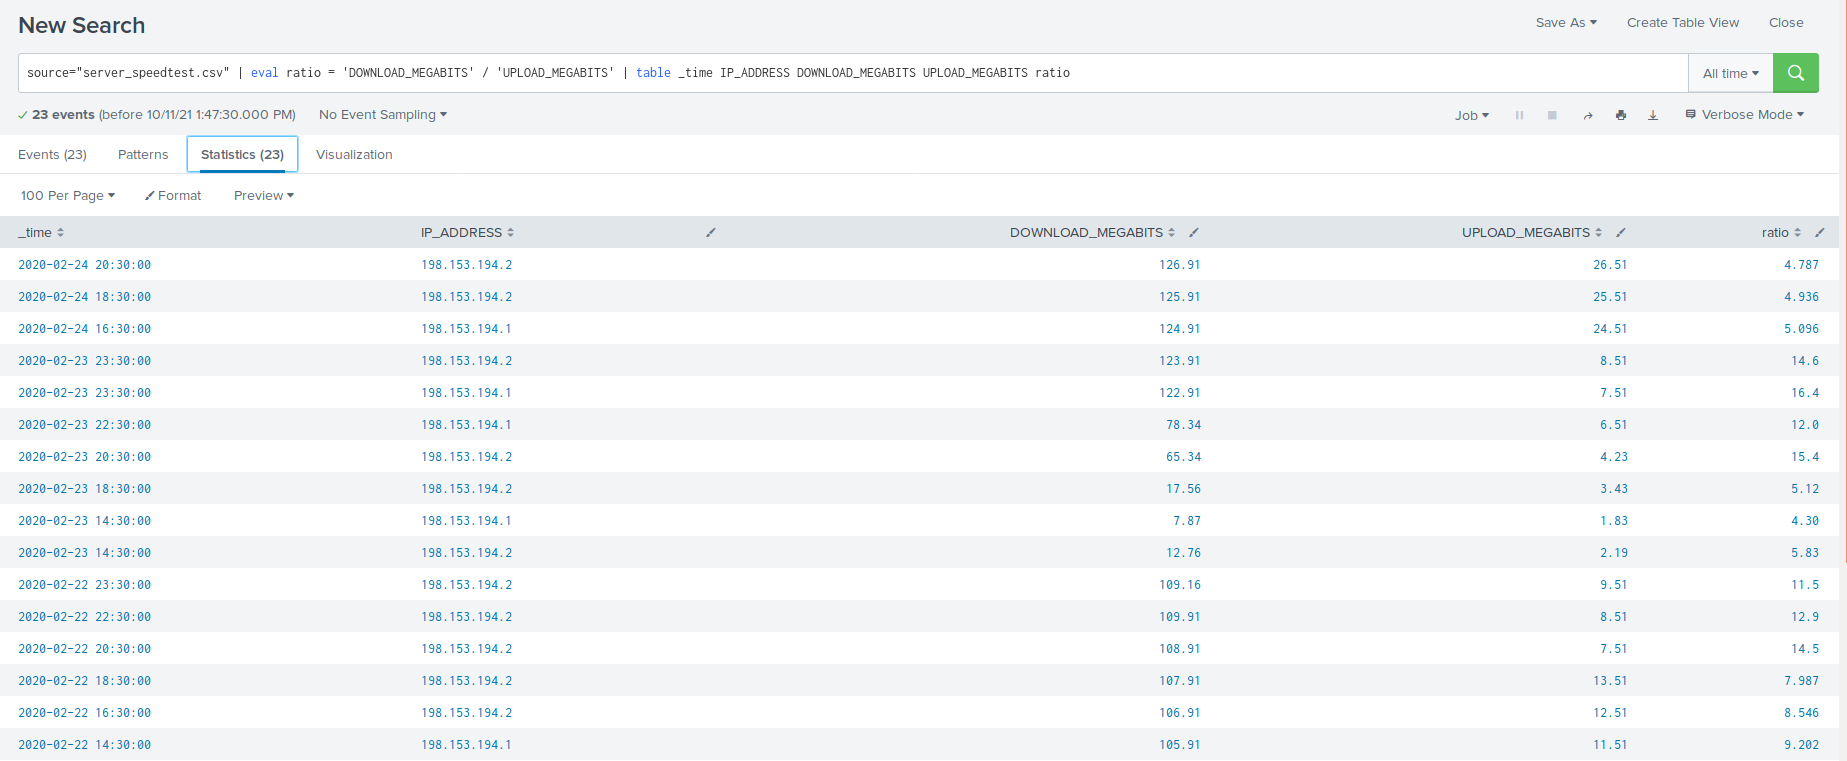 New Search
Save As Create Table View Close
source="server_speedtest.csv" | eval ratio = 'DOWNLOAD_MEGABITS' / 'UPLOAD_MEGABITS' | table _time IP_ADDRESS DOWNLOAD_MEGABITS UPLOAD_MEGABITS ratio All time
23 events (before 10/11/21 1:47:30.000 PM) No Event Sampling Job Verbose Mode
Events (23) Patterns Statistics (23) Visualization
100 Per Page Format Preview
_time IP_ADDRESS DOWNLOAD_MEGABITS UPLOAD_MEGABITS ratio
2020-02-24 20:30:00 198.153.194.2 126.91 26.51 4.787
2020-02-24 18:30:00 198.153.194.2 125.91 25.51 4.936
2020-02-24 16:30:00 198.153.194.1 124.91 24.51 5.096
2020-02-23 23:30:00 198.153.194.2 123.91 8.51 14.6
2020-02-23 23:30:00 198.153.194.1 122.91 7.51 16.4
2020-02-23 22:30:00 198.153.194.1 78.34 6.51 12.0
2020-02-23 20:30:00 198.153.194.2 65.34 4.23 15.4
2020-02-23 18:30:00 198.153.194.2 17.56 3.43 5.12
2020-02-23 14:30:00 198.153.194.1 7.87 1.83 4.30
2020-02-23 14:30:00 198.153.194.2 12.76 2.19 5.83
2020-02-22 23:30:00 198.153.194.2 109.16 9.51 11.5
2020-02-22 22:30:00 198.153.194.2 109.91 8.51 12.9
2020-02-22 20:30:00 198.153.194.2 108.91 7.51 14.5
2020-02-22 18:30:00 198.153.194.2 107.91 13.51 7.987
2020-02-22 16:30:00 198.153.194.2 106.91 12.51 8.546
2020-02-22 14:30:00 198.153.194.1 105.91 11.51 9.202